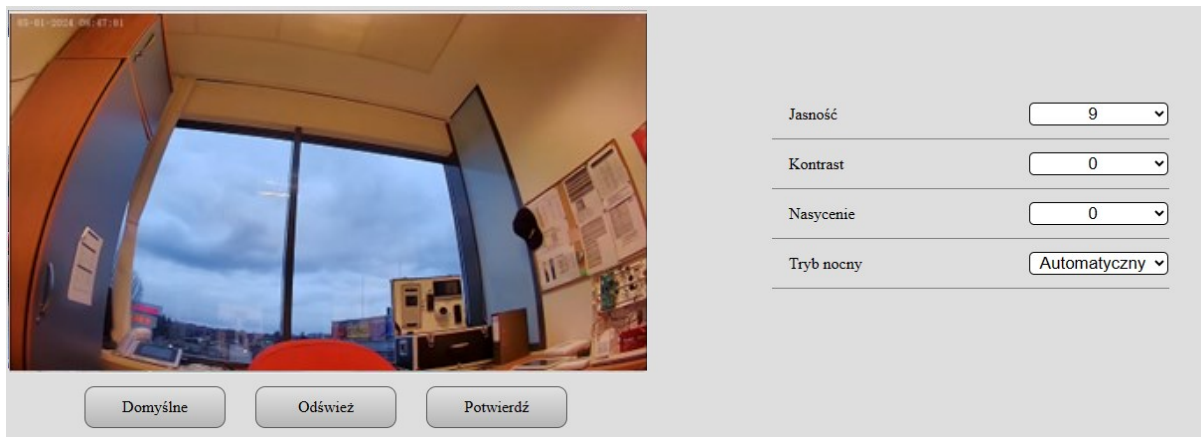 Jasność 9
Kontrast 0
Nasycenie 0
Tryb nocny Automatyczny
Domyślne Odśwież Potwierdź